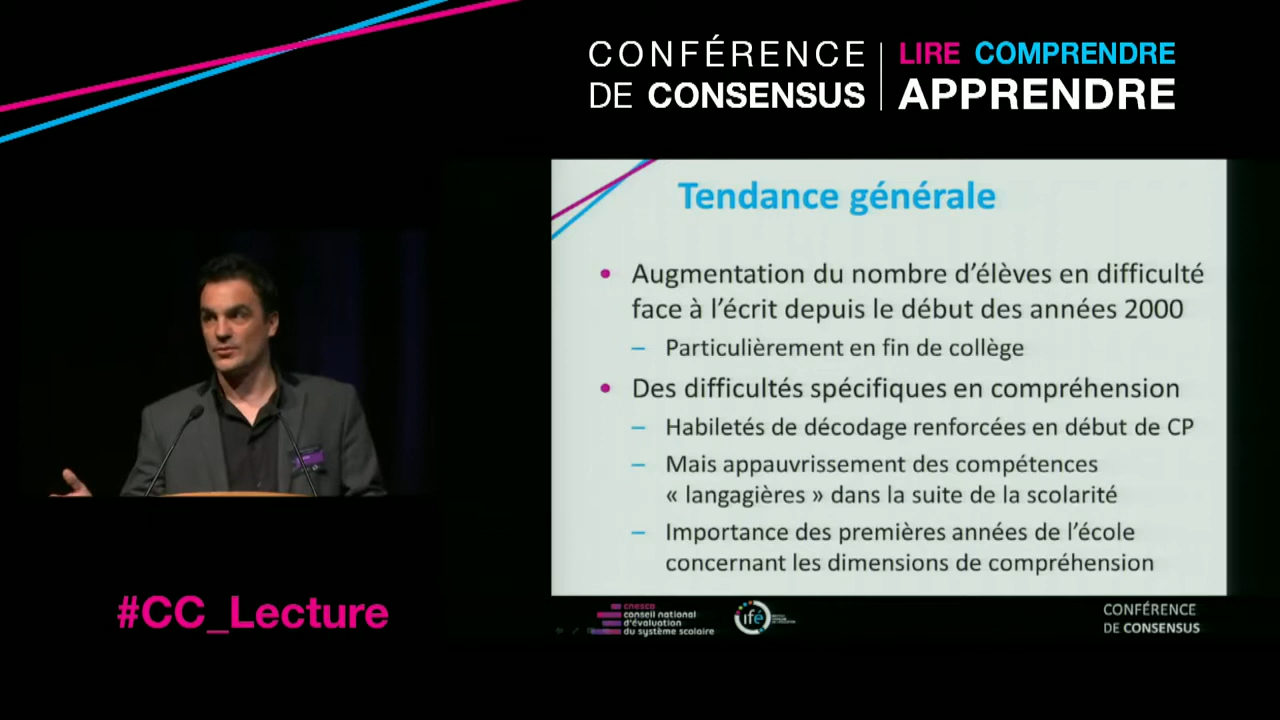 CONFÉRENCE
DE CONSENSUS
LIRE COMPRENDRE
APPRENDRE
Tendance générale
• Augmentation du nombre d'élèves en difficulté
face à l'écrit depuis le début des années 2000
– Particulièrement en fin de collège
• Des difficultés spécifiques en compréhension
– Habiletés de décodage renforcées en début de CP
– Mais appauvrissement des compétences
« langagières » dans la suite de la scolarité
– Importance des premières années de l'école
concernant les dimensions de compréhension
#CC_Lecture
cnesco
conseil national
d'évaluation
du système scolaire
ifé
CONFÉRENCE
DE CONSENSUS